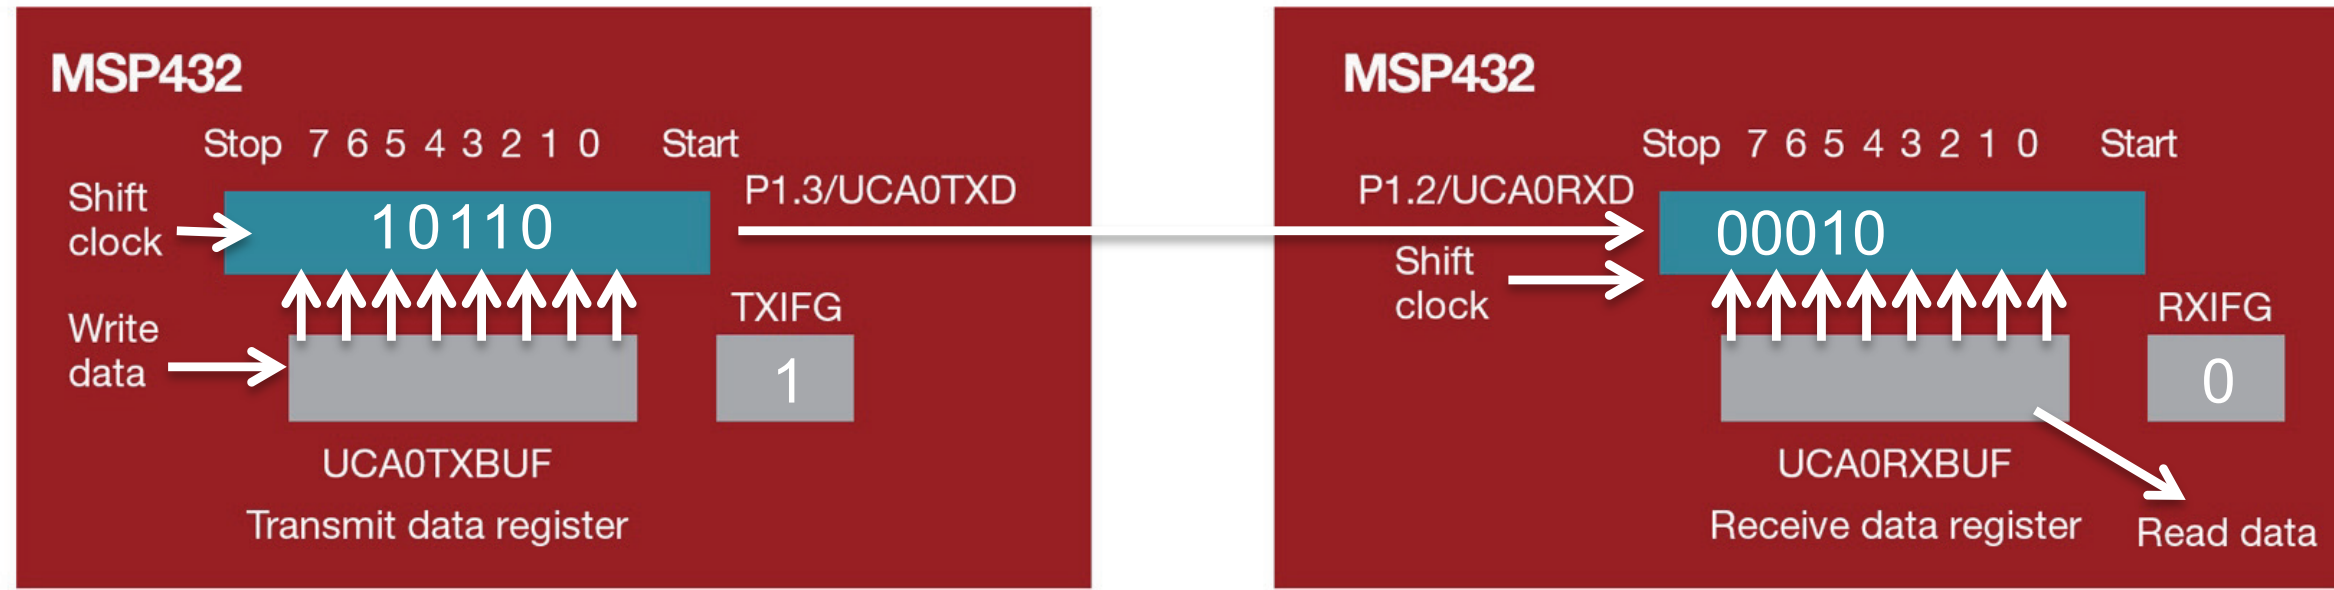 MSP432
Stop 7 6 5 4 3 2 1 0 Start
Shift
clock
10110
P1.3/UCA0TXD
Write
data
TXIFG
1
UCA0TXBUF
Transmit data register
MSP432
Stop 7 6 5 4 3 2 1 0 Start
P1.2/UCA0RXD
00010
Shift
clock
RXIFG
0
UCA0RXBUF
Receive data register
Read data